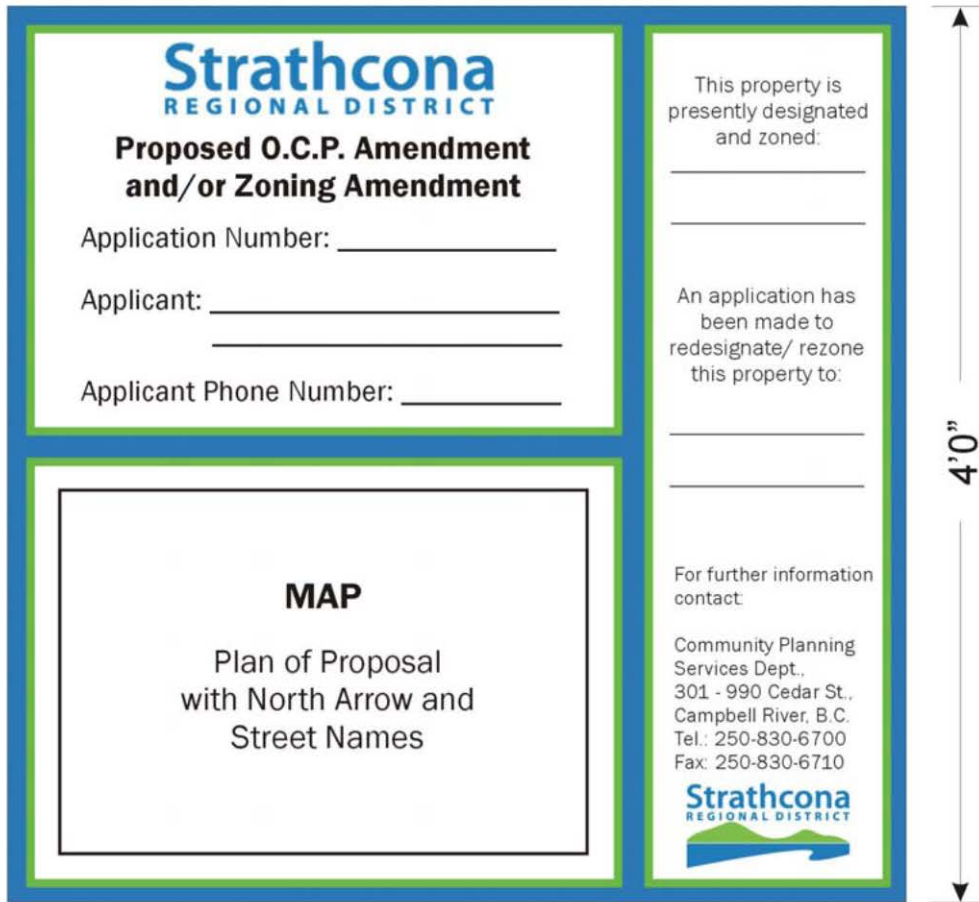 Strathcona
REGIONAL DISTRICT
Proposed O.C.P. Amendment
and/or Zoning Amendment
Application Number:
Applicant:
Applicant Phone Number:
MAP
Plan of Proposal
with North Arrow and
Street Names
This property is
presently designated
and zoned:
An application has
been made to
redesignate/ rezone
this property to:
For further information
contact:
Community Planning
Services Dept.,
301 - 990 Cedar St.,
Campbell River, B.C.
Tel.: 250-830-6700
Fax: 250-830-6710
Strathcona
REGIONAL DISTRICT
4'0"